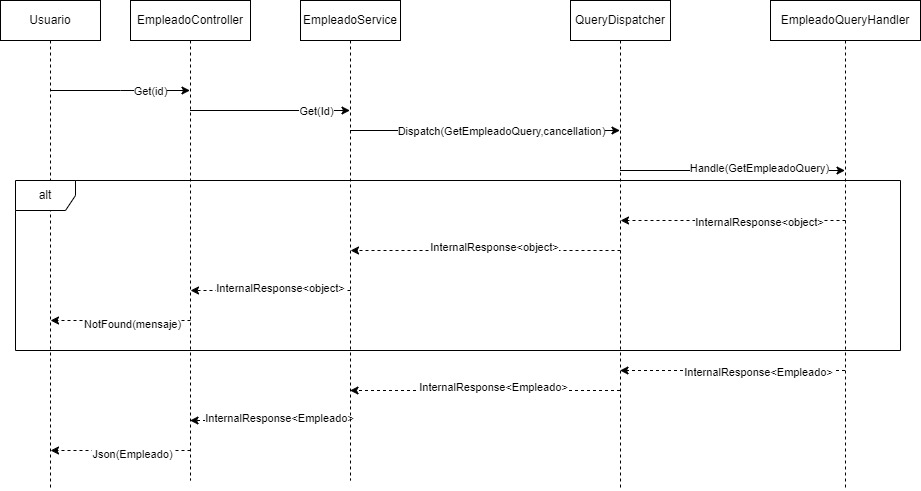 Usuario
EmpleadoController
EmpleadoService
QueryDispatcher
EmpleadoQueryHandler
Get(id)
Get(Id)
Dispatch(GetEmpleadoQuery,cancellation)
Handle(GetEmpleadoQuery)
alt
InternalResponse<object>
InternalResponse<object>
InternalResponse<object>
NotFound(mensaje)
InternalResponse<Empleado>
InternalResponse<Empleado>
InternalResponse<Empleado>
Json(Empleado)